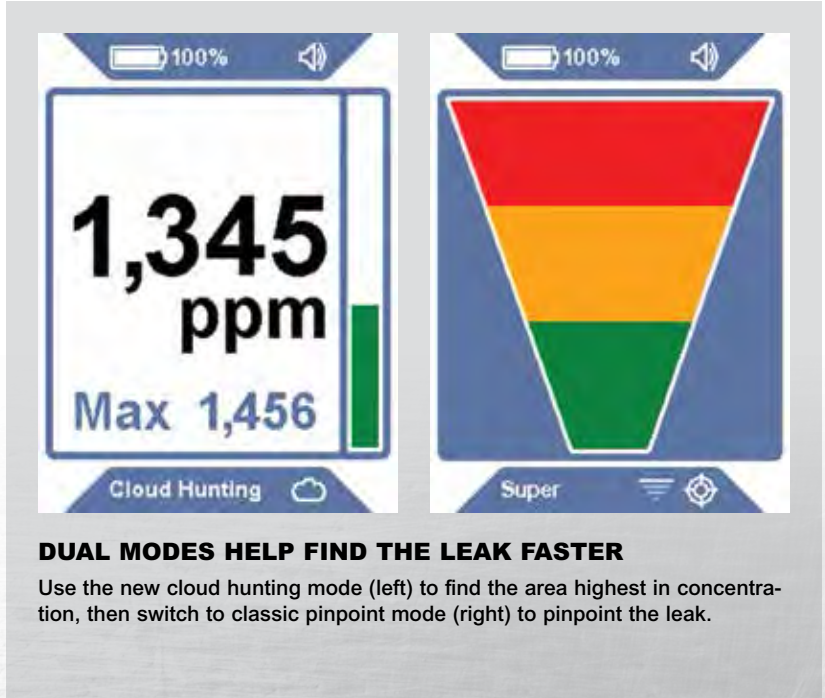 100%
1,345
ppm
Max 1,456
Cloud Hunting
100%
Super
DUAL MODES HELP FIND THE LEAK FASTER
Use the new cloud hunting mode (left) to find the area highest in concentra-
tion, then switch to classic pinpoint mode (right) to pinpoint the leak.